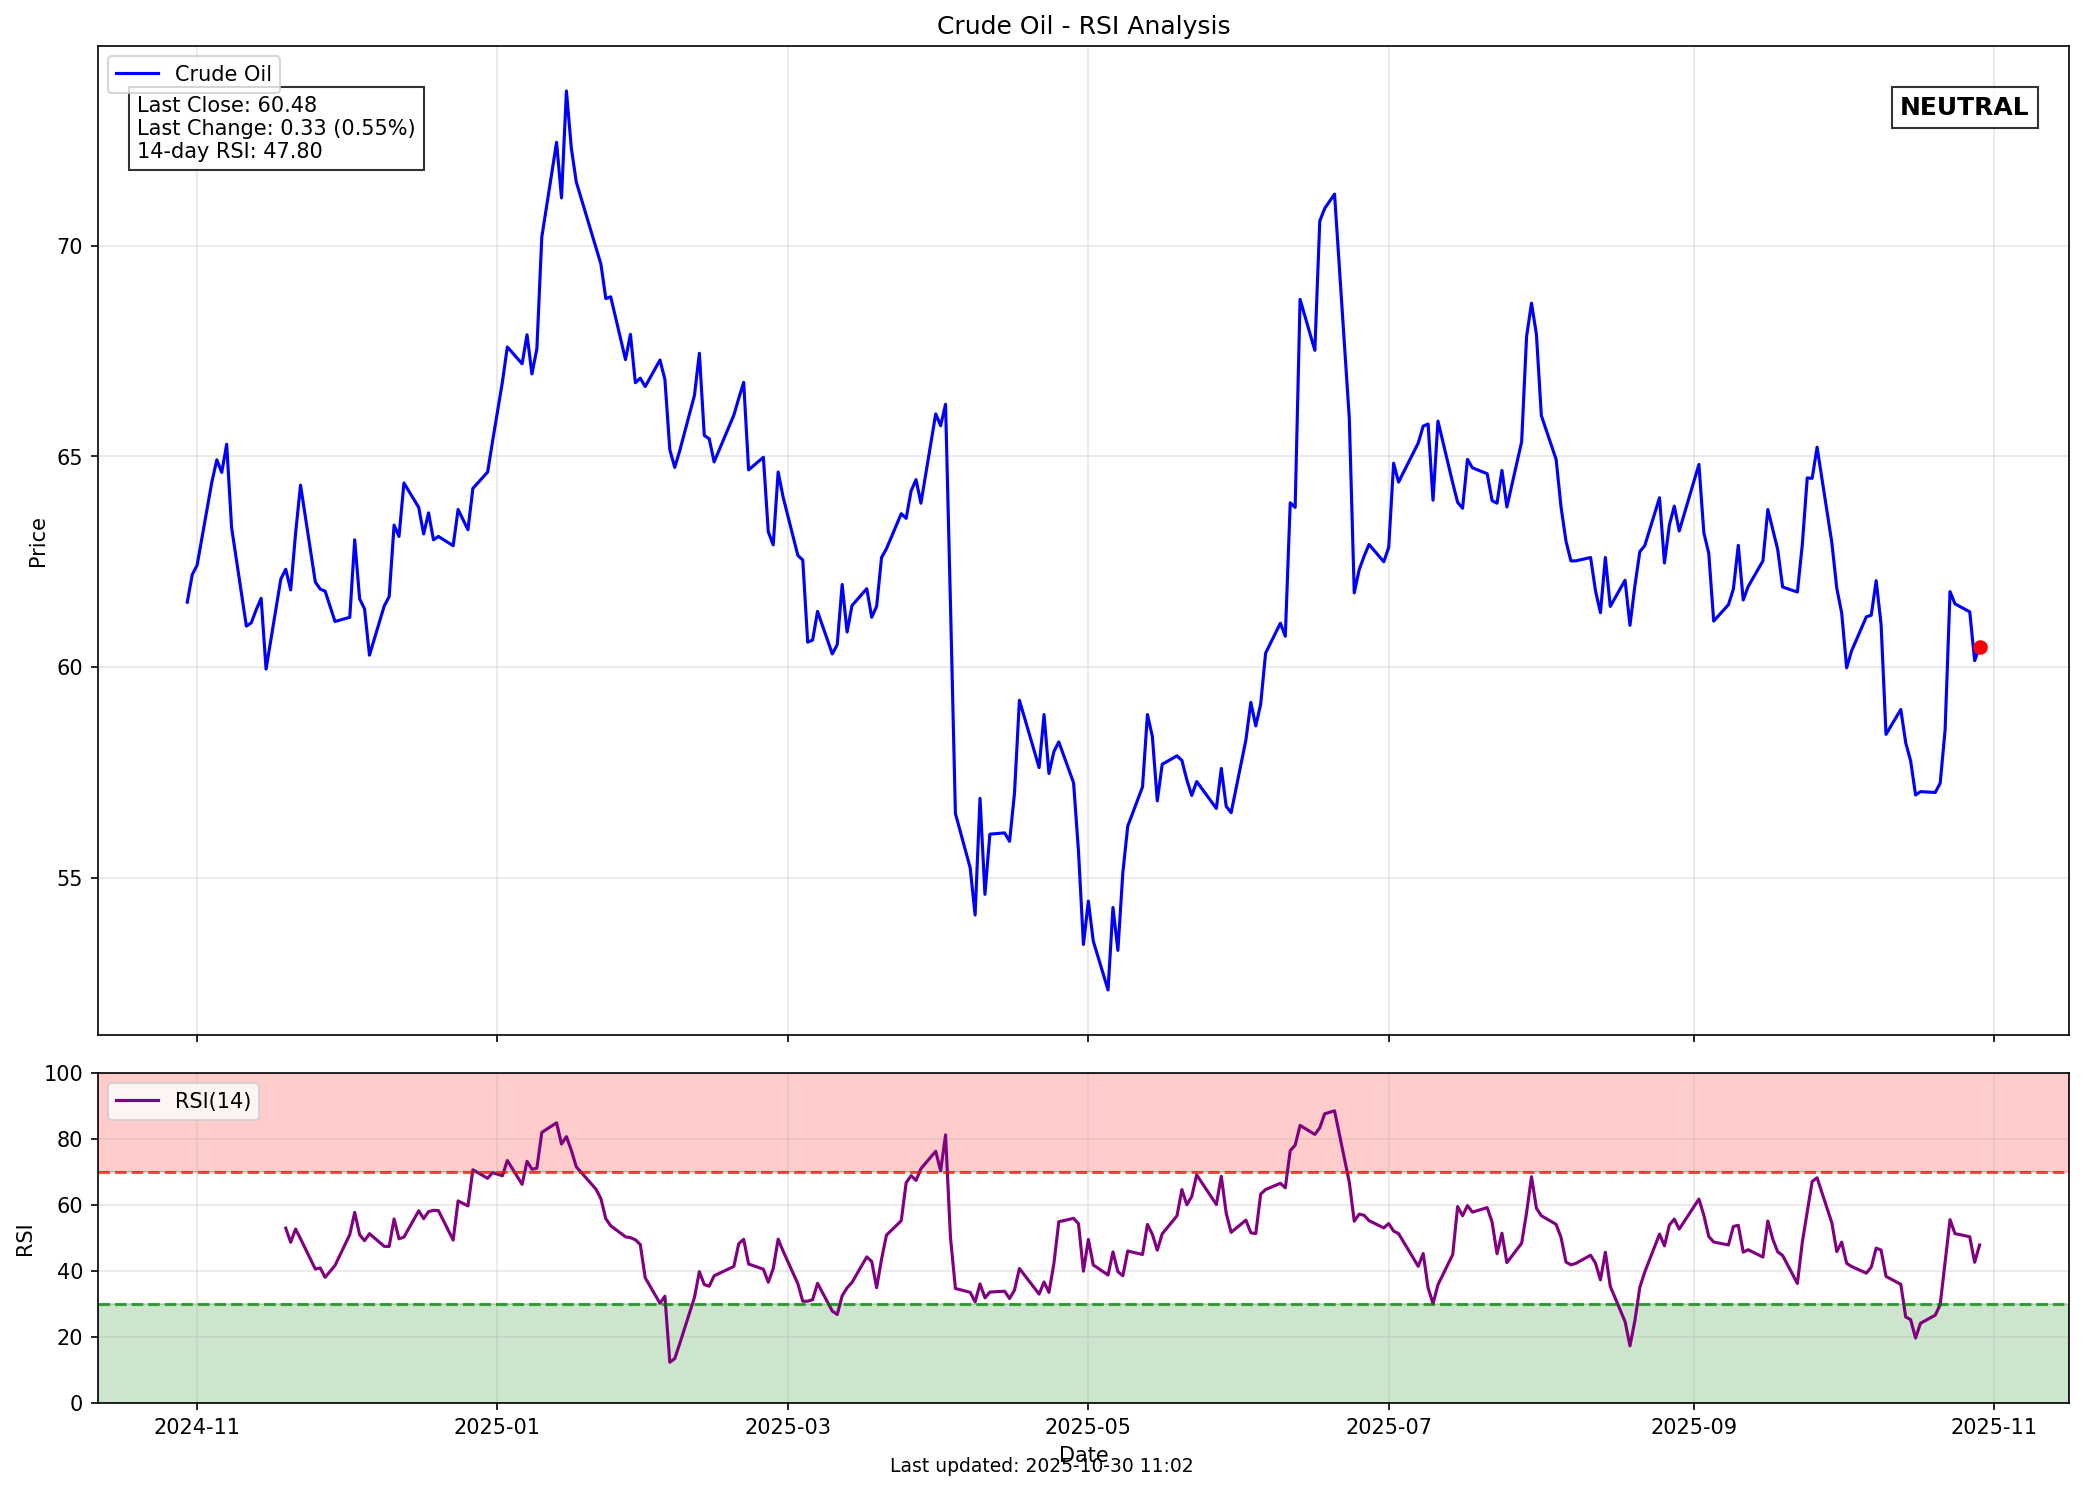 Crude Oil - RSI Analysis
Crude Oil
Last Close: 60.48
Last Change: 0.33 (0.55%)
14-day RSI: 47.80
NEUTRAL
Price
70
65
60
55
RSI(14)
RSI
100
80
60
40
20
0
2024-11
2025-01
2025-03
2025-05
2025-07
2025-09
2025-11
Date
Last updated: 2025-10-30 11:02